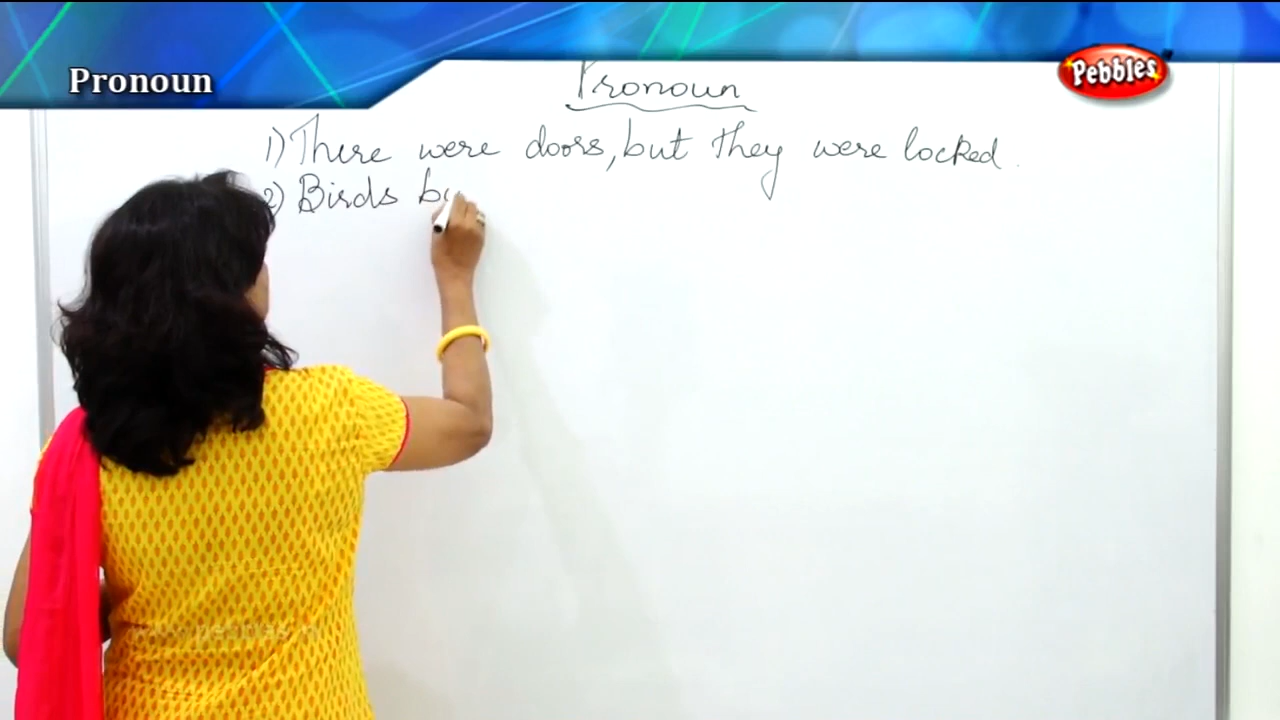 Pronoun
Pebbles
Pronoun
1) There were doors, but they were locked.
2) Birds